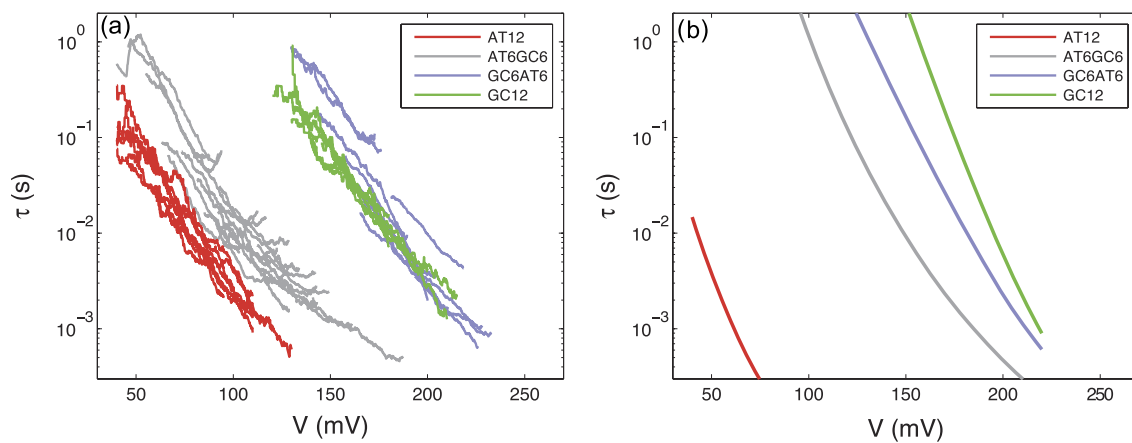 (a)
AT12
AT6GC6
GC6AT6
GC12
10^0
10^-1
10^-2
10^-3
τ (s)
50
100
150
200
250
V (mV)
(b)
AT12
AT6GC6
GC6AT6
GC12
10^0
10^-1
10^-2
10^-3
τ (s)
50
100
150
200
250
V (mV)